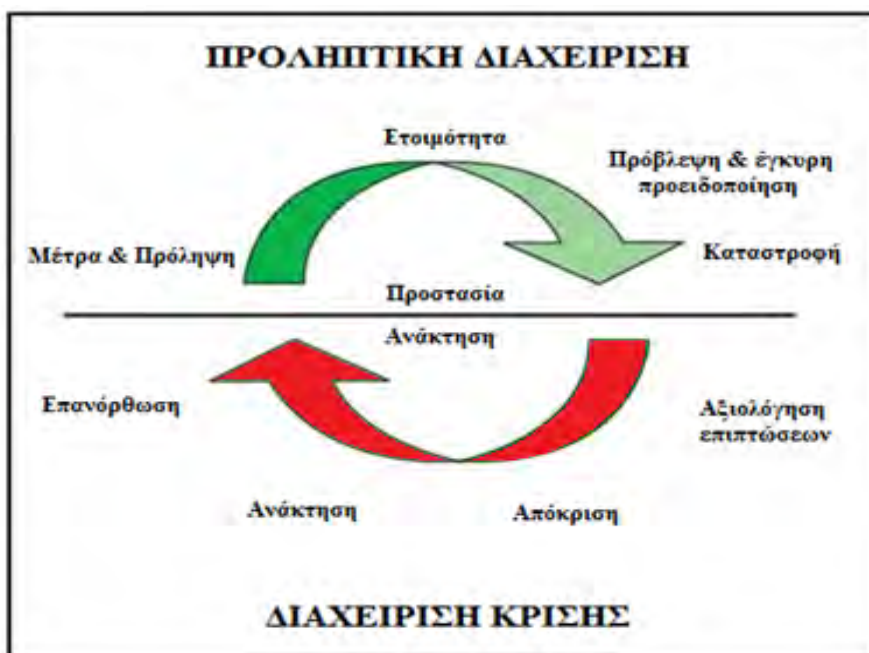 ΠΡΟΛΗΠΤΙΚΗ ΔΙΑΧΕΙΡΙΣΗ
Ετοιμότητα
Πρόβλεψη & έγκυρη
προειδοποίηση
Μέτρα & Πρόληψη
Καταστροφή
Προστασία
Ανάκτηση
Επανόρθωση
Αξιολόγηση
επιπτώσεων
Ανάκτηση
Απόκριση
ΔΙΑΧΕΙΡΙΣΗ ΚΡΙΣΗΣ